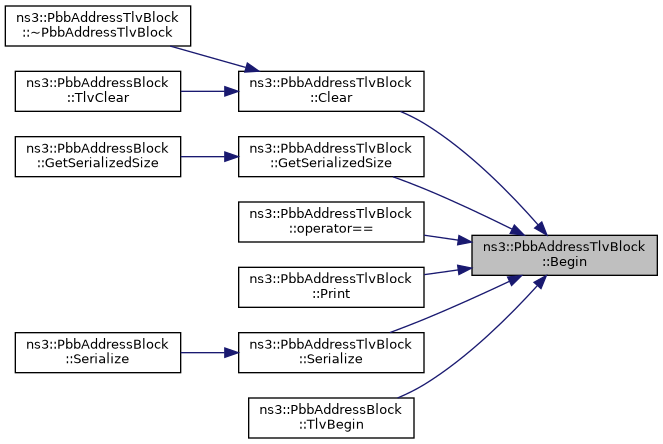 ns3::PbbAddressTlvBlock
::~PbbAddressTlvBlock
ns3::PbbAddressBlock
::TlvClear
ns3::PbbAddressTlvBlock
::Clear
ns3::PbbAddressBlock
::GetSerializedSize
ns3::PbbAddressTlvBlock
::GetSerializedSize
ns3::PbbAddressTlvBlock
::operator==
ns3::PbbAddressTlvBlock
::Begin
ns3::PbbAddressTlvBlock
::Print
ns3::PbbAddressBlock
::Serialize
ns3::PbbAddressTlvBlock
::Serialize
ns3::PbbAddressBlock
::TlvBegin